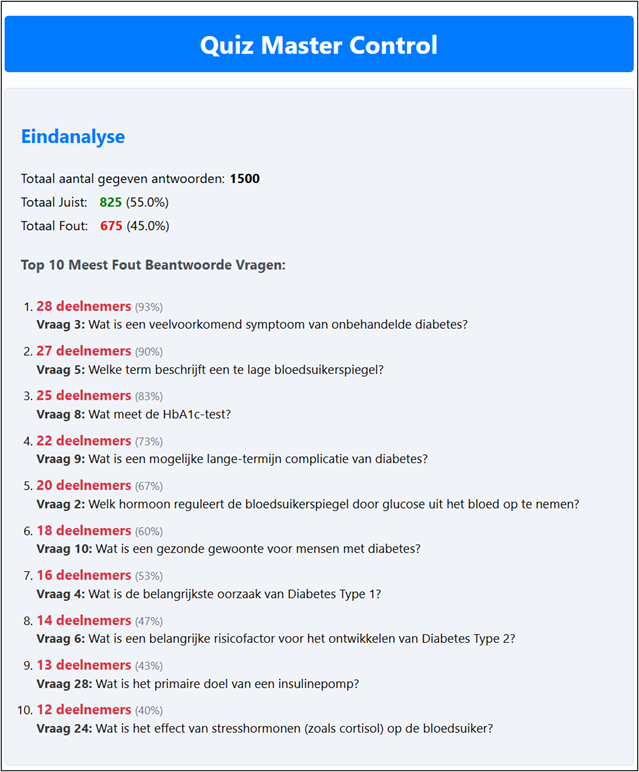 Quiz Master Control
Eindanalyse
Totaal aantal gegeven antwoorden: 1500
Totaal Juist: 825 (55.0%)
Totaal Fout: 675 (45.0%)
Top 10 Meest Fout Beantwoorde Vragen:
1. 28 deelnemers (93%)
Vraag 3: Wat is een veelvoorkomend symptoom van onbehandelde diabetes?
2. 27 deelnemers (90%)
Vraag 5: Welke term beschrijft een te lage bloedsuikerspiegel?
3. 25 deelnemers (83%)
Vraag 8: Wat meet de HbA1c-test?
4. 22 deelnemers (73%)
Vraag 9: Wat is een mogelijke lange-termijn complicatie van diabetes?
5. 20 deelnemers (67%)
Vraag 2: Welk hormoon reguleert de bloedsuikerspiegel door glucose uit het bloed op te nemen?
6. 18 deelnemers (60%)
Vraag 10: Wat is een gezonde gewoonte voor mensen met diabetes?
7. 16 deelnemers (53%)
Vraag 4: Wat is de belangrijkste oorzaak van Diabetes Type 1?
8. 14 deelnemers (47%)
Vraag 6: Wat is een belangrijke risicofactor voor het ontwikkelen van Diabetes Type 2?
9. 13 deelnemers (43%)
Vraag 28: Wat is het primaire doel van een insulinepomp?
10. 12 deelnemers (40%)
Vraag 24: Wat is het effect van stresshormonen (zoals cortisol) op de bloedsuiker?